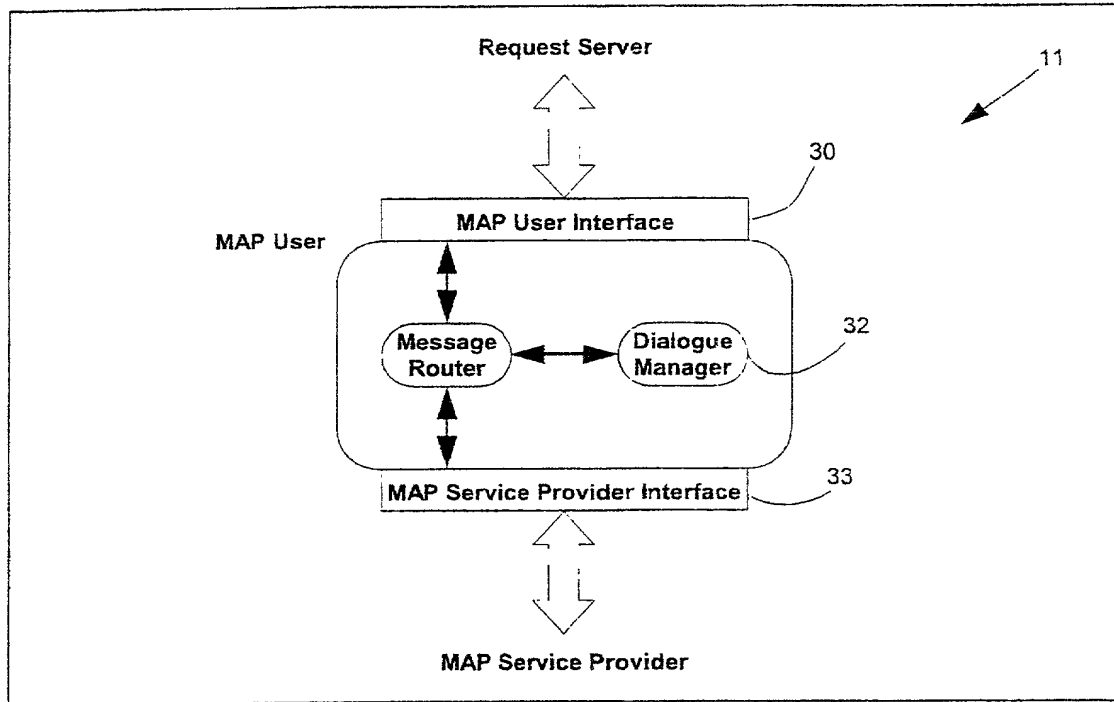 Request Server
11
30
MAP User Interface
MAP User
Message
Router
Dialogue
Manager
32
MAP Service Provider Interface
33
MAP Service Provider